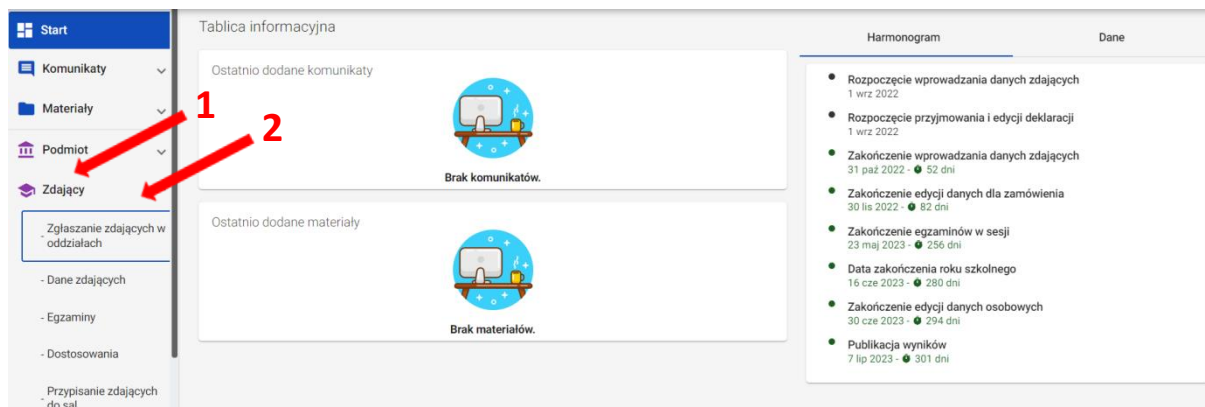 Start
Komunikaty
Materiały
Podmiot
Zdający
- Zgłaszanie zdających w
oddziałach
- Dane zdających
- Egzaminy
- Dostosowania
- Przypisanie zdających
do sal
1
2
Tablica informacyjna
Ostatnio dodane komunikaty
Brak komunikatów.
Ostatnio dodane materiały
Brak materiałów.
Harmonogram
Dane
Rozpoczęcie wprowadzania danych zdających
1 wrz 2022
Rozpoczęcie przyjmowania i edycji deklaracji
1 wrz 2022
Zakończenie wprowadzania danych zdających
31 paź 2022 - 52 dni
Zakończenie edycji danych dla zamówienia
30 lis 2022 - 82 dni
Zakończenie egzaminów w sesji
23 maj 2023 - 256 dni
Data zakończenia roku szkolnego
16 cze 2023 - 280 dni
Zakończenie edycji danych osobowych
30 cze 2023 - 294 dni
Publikacja wyników
7 lip 2023 - 301 dni